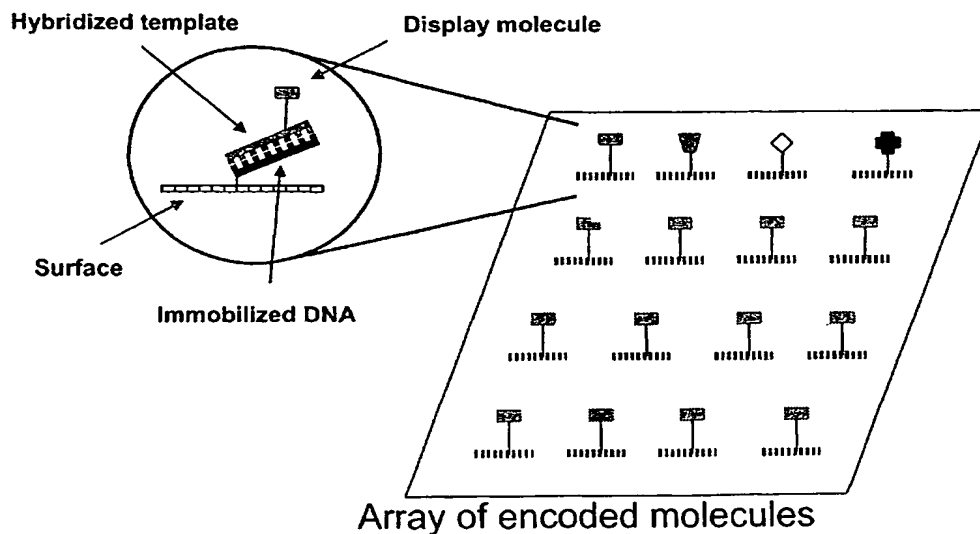 Hybridized template
Display molecule
Surface
Immobilized DNA
Array of encoded molecules